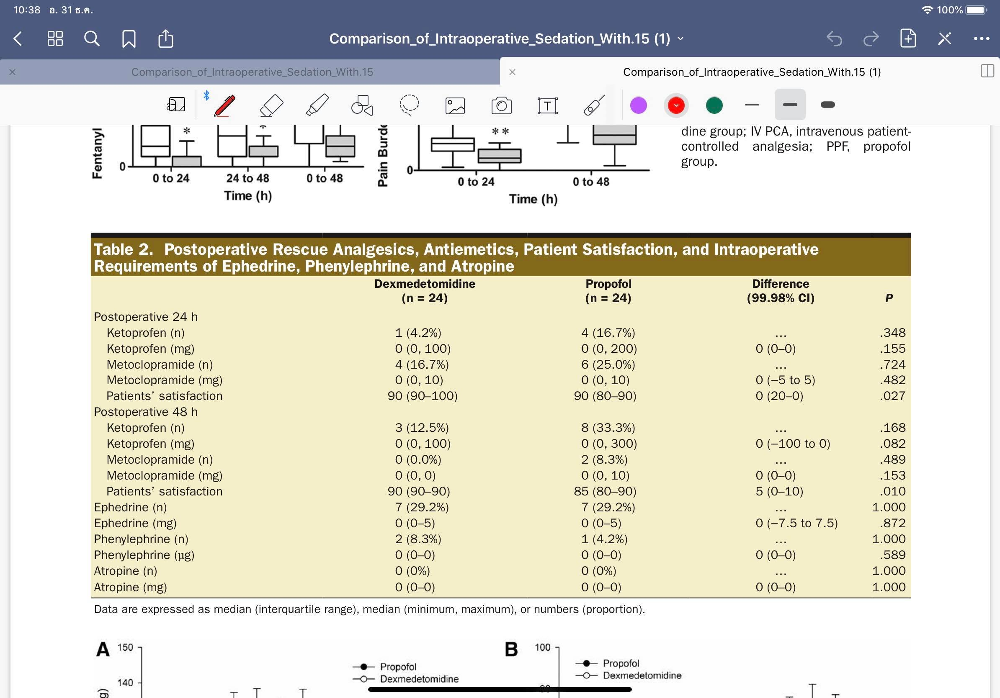 10:38 อ. 31 ธ.ค.
100%
Comparison_of_Intraoperative_Sedation_With.15 (1)
Comparison_of_Intraoperative_Sedation_With.15
Comparison_of_Intraoperative_Sedation_With.15 (1)
Fentanyl
* *
0
0 to 24 24 to 48 0 to 48
Time (h)
Pain Burde
**
0
0 to 24 0 to 48
Time (h)
dine group; IV PCA, intravenous patient-
controlled analgesia; PPF, propofol
group.
Table 2. Postoperative Rescue Analgesics, Antiemetics, Patient Satisfaction, and Intraoperative
Requirements of Ephedrine, Phenylephrine, and Atropine
Dexmedetomidine Propofol Difference
(n = 24) (n = 24) (99.98% CI) P
Postoperative 24 h
Ketoprofen (n) 1 (4.2%) 4 (16.7%) … .348
Ketoprofen (mg) 0 (0, 100) 0 (0, 200) 0 (0–0) .155
Metoclopramide (n) 4 (16.7%) 6 (25.0%) … .724
Metoclopramide (mg) 0 (0, 10) 0 (0, 10) 0 (−5 to 5) .482
Patients’ satisfaction 90 (90–100) 90 (80–90) 0 (20–0) .027
Postoperative 48 h
Ketoprofen (n) 3 (12.5%) 8 (33.3%) … .168
Ketoprofen (mg) 0 (0, 100) 0 (0, 300) 0 (−100 to 0) .082
Metoclopramide (n) 0 (0.0%) 2 (8.3%) … .489
Metoclopramide (mg) 0 (0, 0) 0 (0, 10) 0 (0–0) .153
Patients’ satisfaction 90 (90–90) 85 (80–90) 5 (0–10) .010
Ephedrine (n) 7 (29.2%) 7 (29.2%) … 1.000
Ephedrine (mg) 0 (0–5) 0 (0–5) 0 (−7.5 to 7.5) .872
Phenylephrine (n) 2 (8.3%) 1 (4.2%) … 1.000
Phenylephrine (µg) 0 (0–0) 0 (0–0) 0 (0–0) .589
Atropine (n) 0 (0%) 0 (0%) … 1.000
Atropine (mg) 0 (0–0) 0 (0–0) 0 (0–0) 1.000
Data are expressed as median (interquartile range), median (minimum, maximum), or numbers (proportion).
A 150
140
g)
Propofol
Dexmedetomidine
B 100
Propofol
Dexmedetomidine